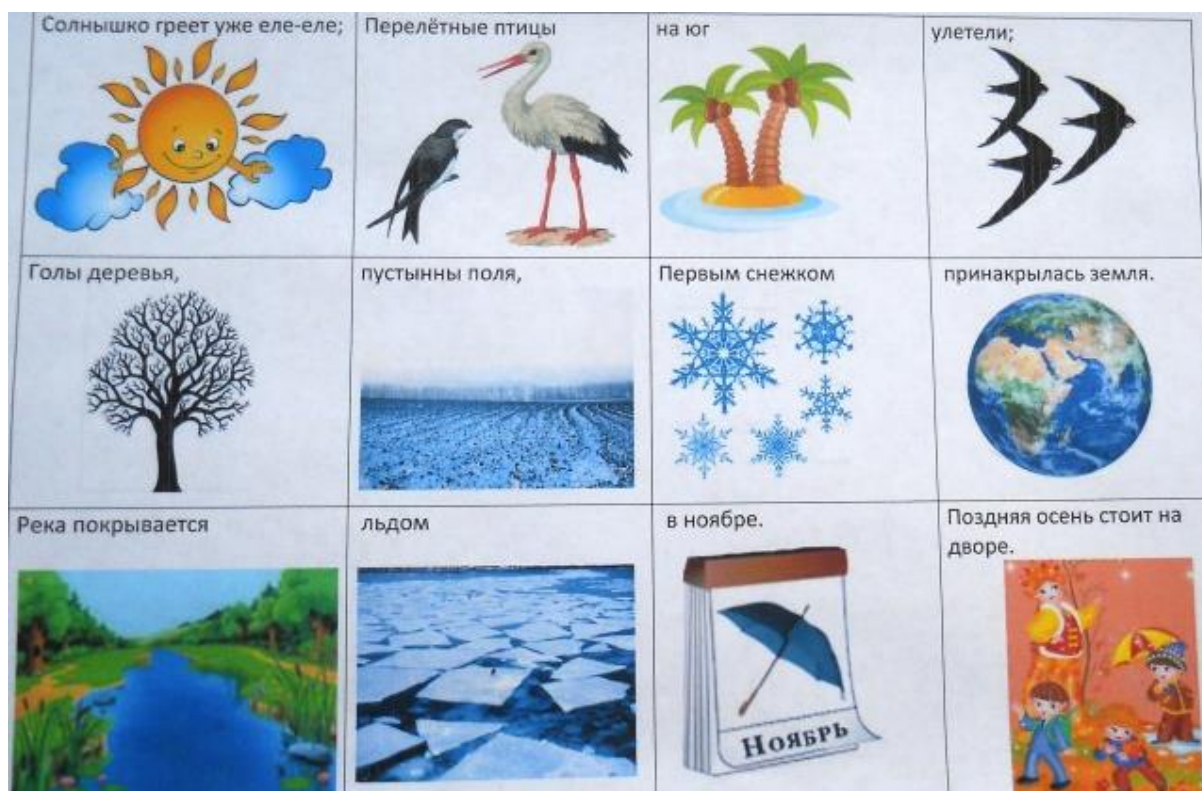 Солнышко греет уже еле-еле;
Перелётные птицы
на юг
улетели;
Голы деревья,
пустынны поля,
Первым снежком
принакрылась земля.
Река покрывается
льдом
в ноябре.
Ноябрь
Поздняя осень стоит на
дворе.